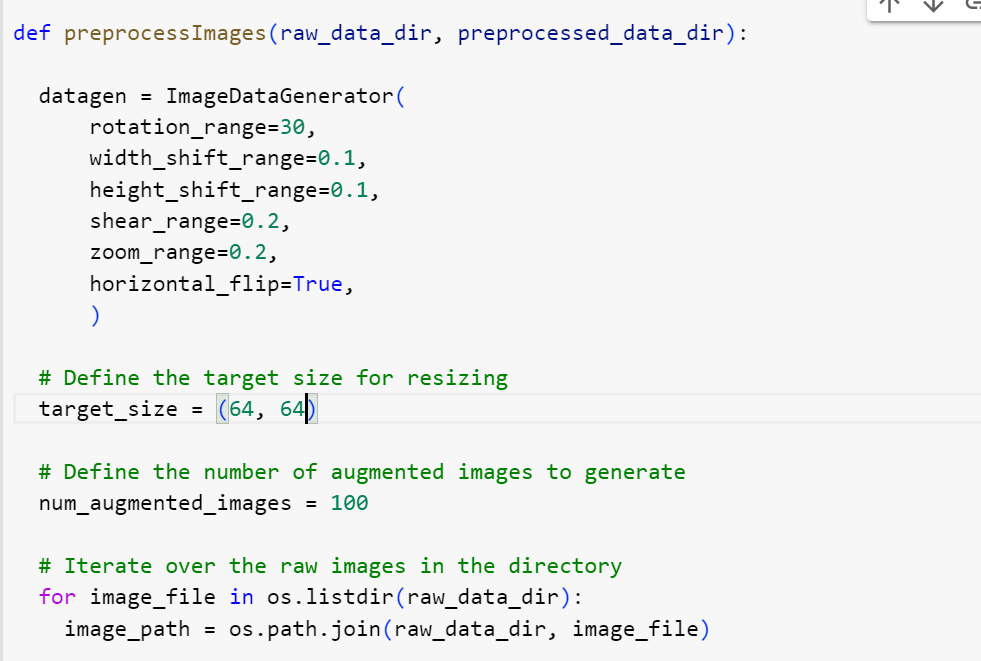 def preprocessImages(raw_data_dir, preprocessed_data_dir):
datagen = ImageDataGenerator(
rotation_range=30,
width_shift_range=0.1,
height_shift_range=0.1,
shear_range=0.2,
zoom_range=0.2,
horizontal_flip=True,
)
# Define the target size for resizing
target_size = (64, 64)
# Define the number of augmented images to generate
num_augmented_images = 100
# Iterate over the raw images in the directory
for image_file in os.listdir(raw_data_dir):
image_path = os.path.join(raw_data_dir, image_file)